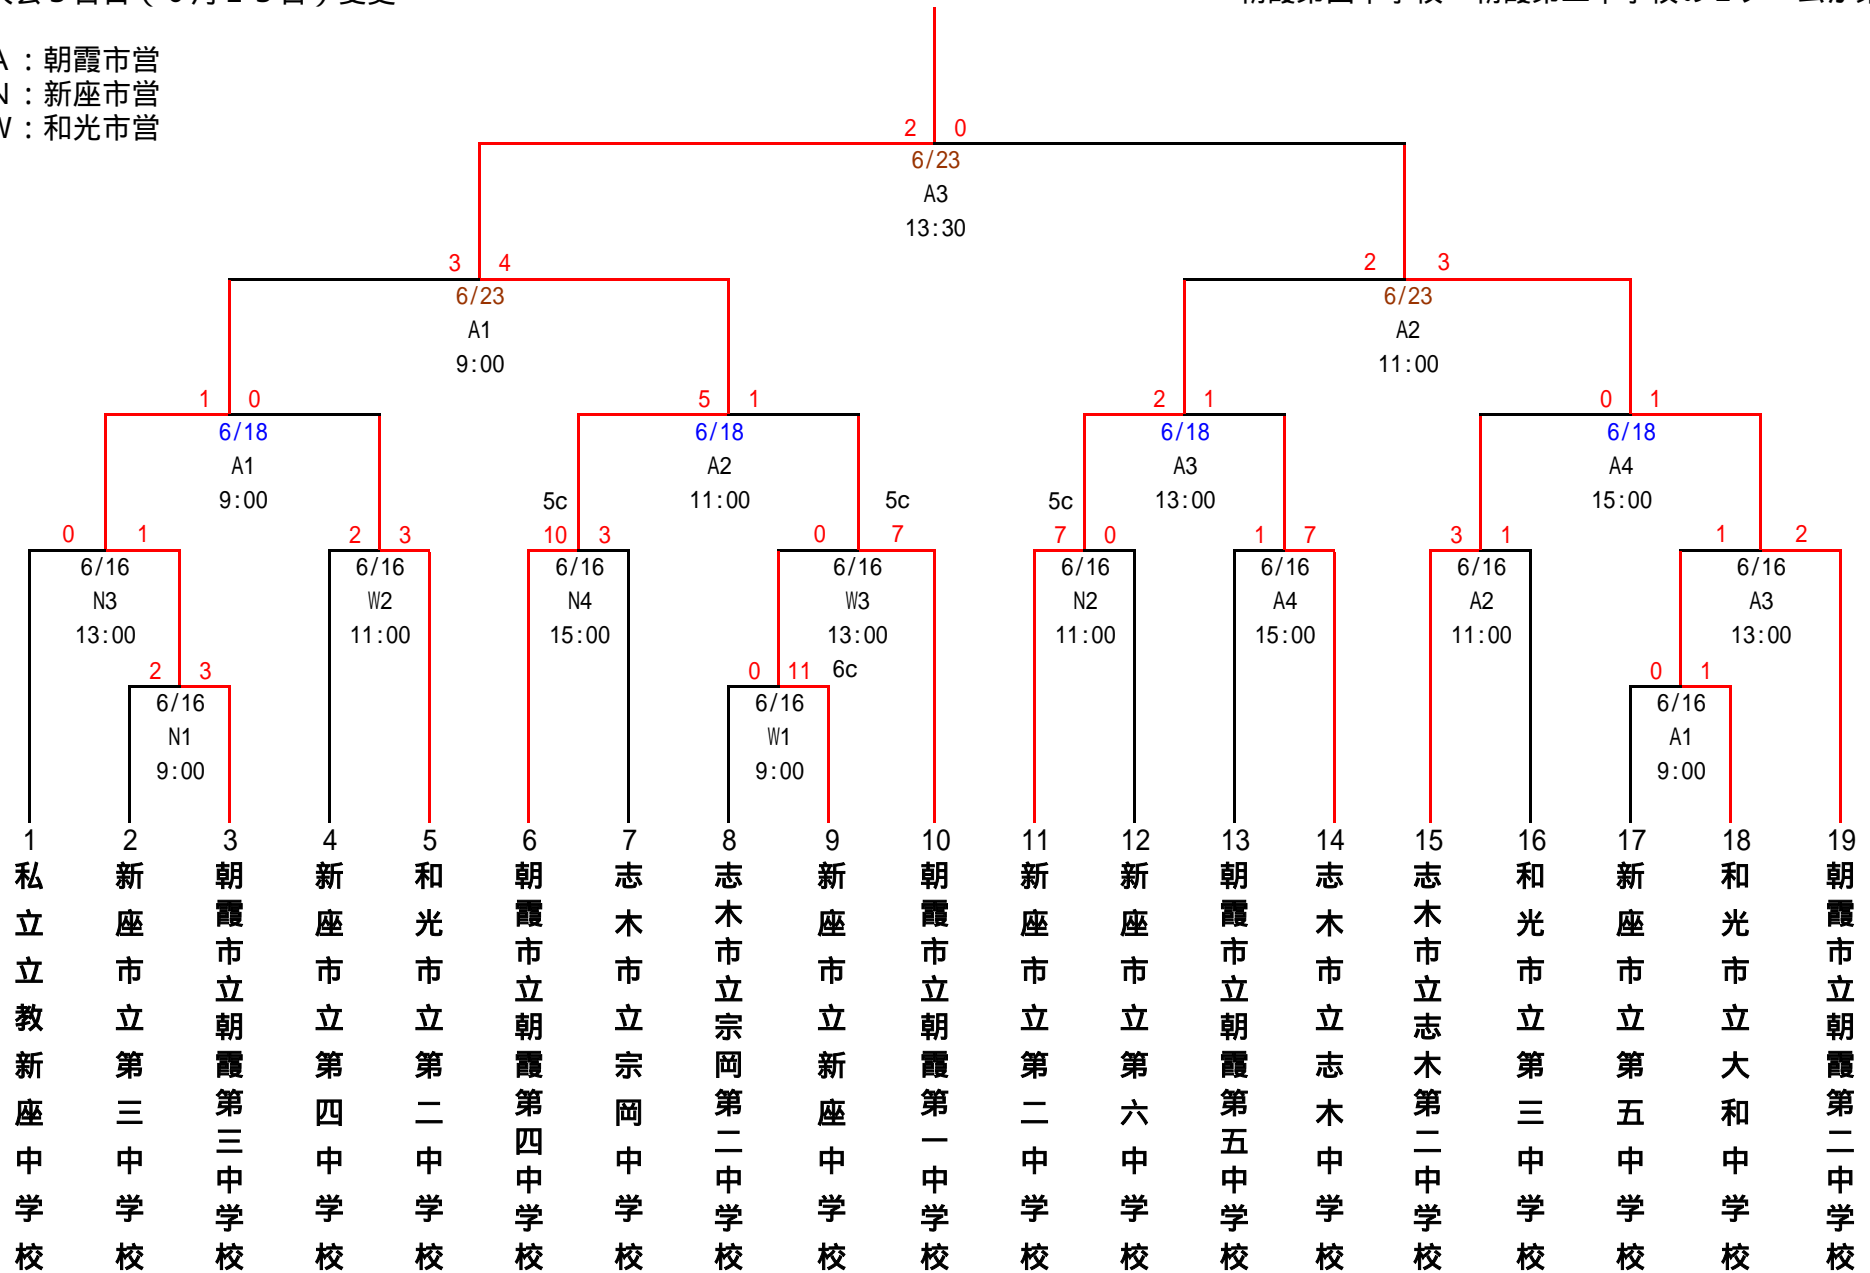 ：朝霞市営
：新座市営
：和光市営
2 0
6/23
A3
13:30
3 4
6/23
A1
9:00
2 3
6/23
A2
11:00
1 0
6/18
A1
9:00
5 1
6/18
A2
11:00
2 1
6/18
A3
13:00
0 1
6/18
A4
15:00
0 1
6/16
N3
13:00
2 3
6/16
W2
11:00
5c
10 3
6/16
N4
15:00
5c
0 7
6/16
W3
13:00
5c
7 0
6/16
N2
11:00
1 7
6/16
A4
15:00
3 1
6/16
A2
11:00
1 2
6/16
A3
13:00
2 3
6/16
N1
9:00
0 11 6c
6/16
W1
9:00
0 1
6/16
A1
9:00
1 私立立教新座中学校
2 新座市立第三中学校
3 朝霞市立朝霞第三中学校
4 新座市立第四中学校
5 和光市立第二中学校
6 朝霞市立朝霞第四中学校
7 志木市立宗岡中学校
8 志木市立宗岡第二中学校
9 新座市立新座中学校
10 朝霞市立朝霞第一中学校
11 新座市立第二中学校
12 新座市立第六中学校
13 朝霞市立朝霞第五中学校
14 志木市立志木中学校
15 志木市立志木第二中学校
16 和光市立第三中学校
17 新座市立第五中学校
18 和光市立大和中学校
19 朝霞市立朝霞第二中学校